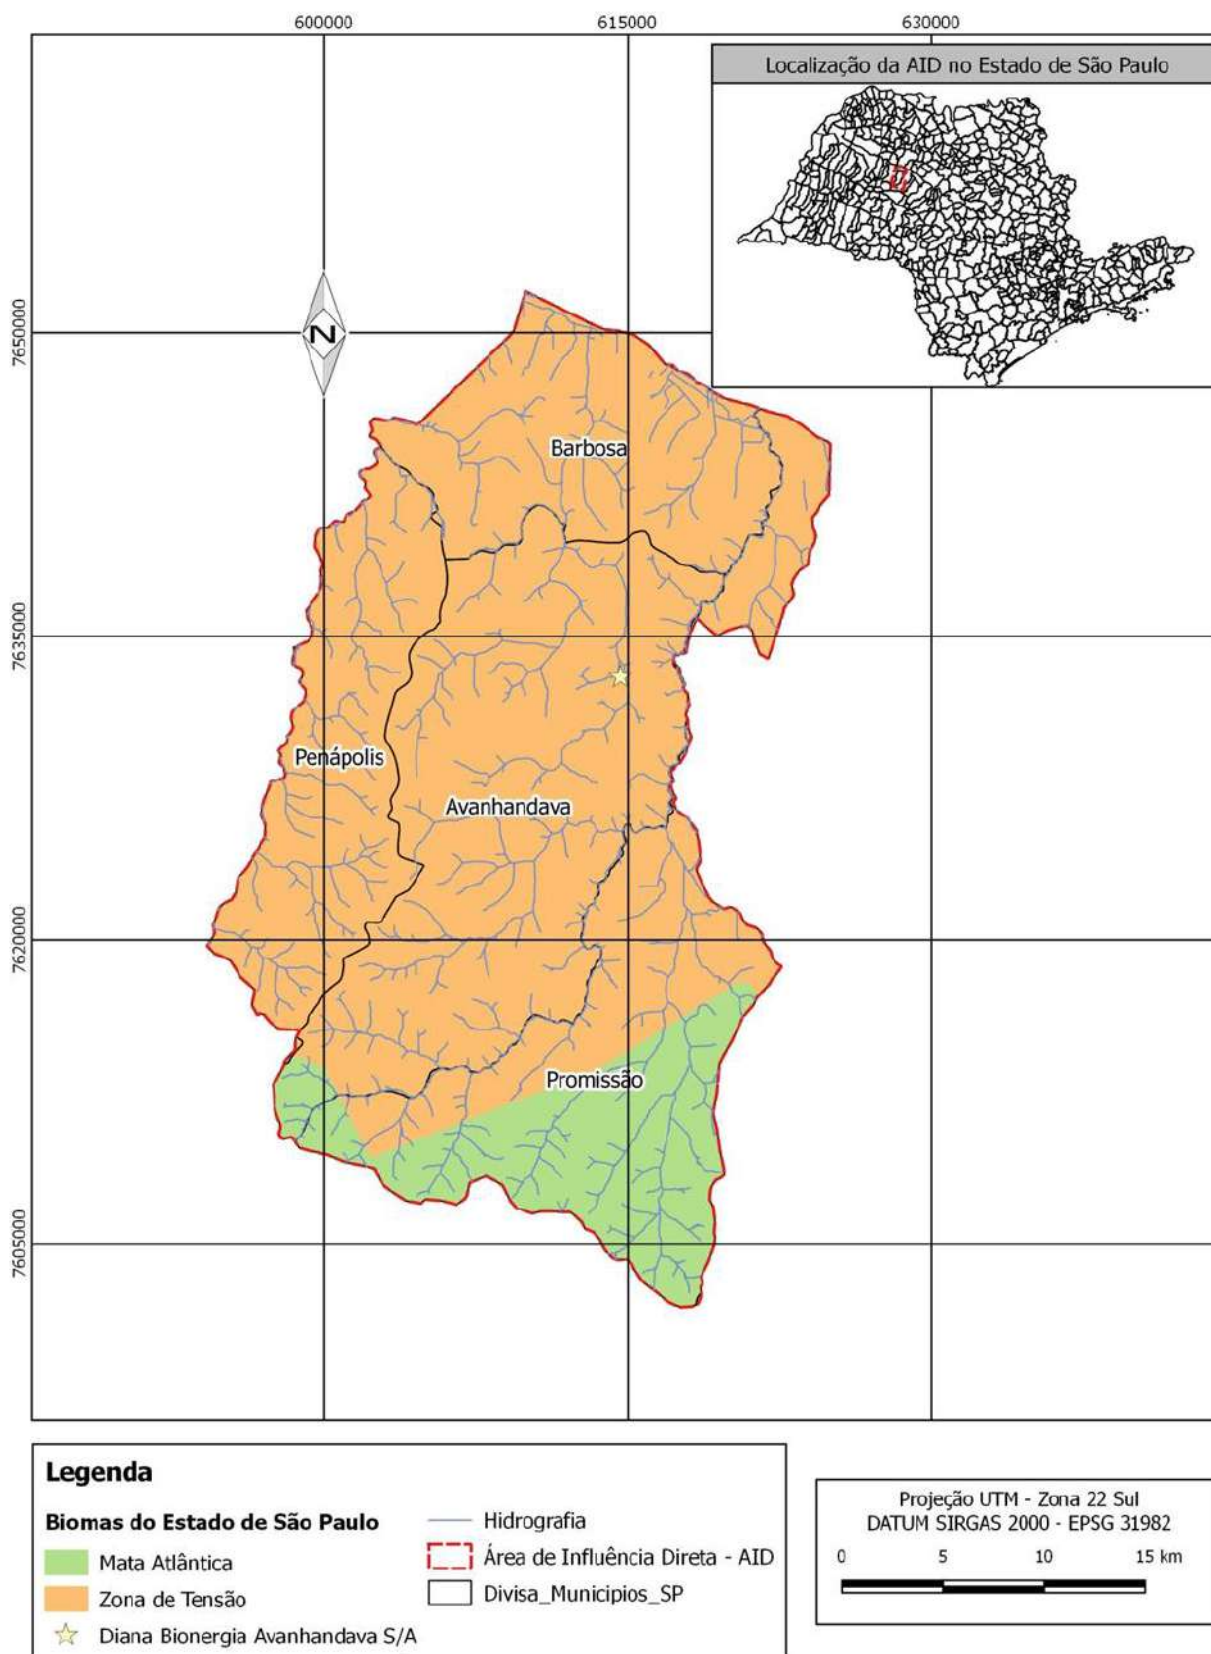 600000
615000
630000
Localização da AID no Estado de São Paulo
7650000
N
Barbosa
7635000
Penápolis
Avanhandava
7620000
Promissão
7605000
Legenda
Biomas do Estado de São Paulo
Mata Atlântica
Zona de Tensão
Diana Bionergia Avanhandava S/A
Hidrografia
Área de Influência Direta - AID
Divisa_Municipios_SP
Projeção UTM - Zona 22 Sul
DATUM SIRGAS 2000 - EPSG 31982
0 5 10 15 km